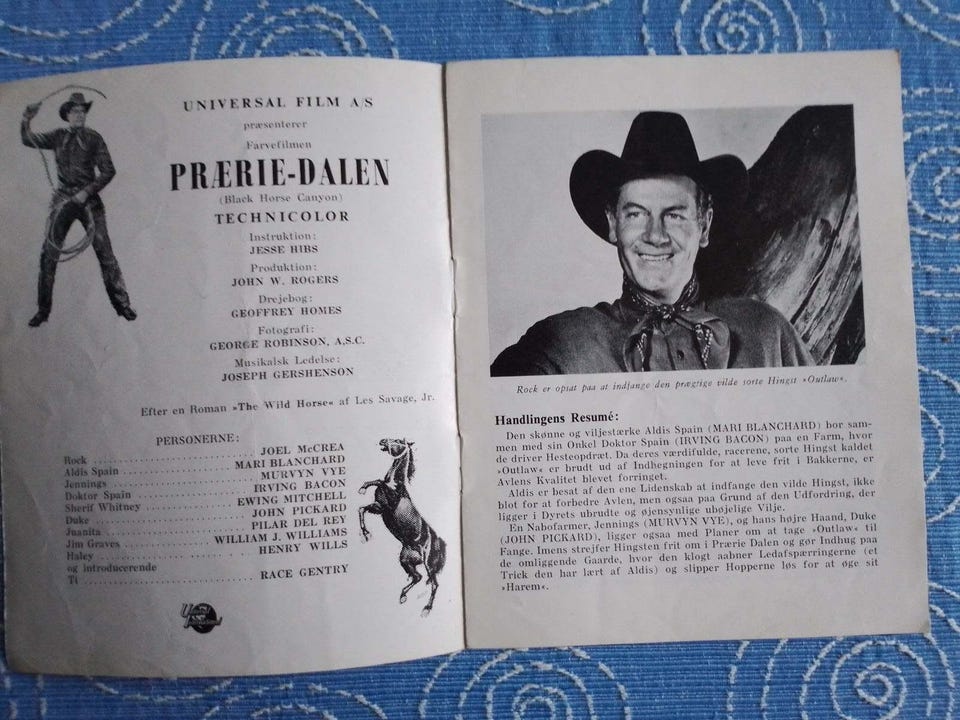 UNIVERSAL FILM A/S
præsenterer
Farvefilmen
PRÆRIE-DALEN
(Black Horse Canyon)
TECHNICOLOR
Instruktion:
JESSE HIBS
Produktion:
JOHN W. ROGERS
Drejebog:
GEOFFREY HOMES
Fotografi:
GEORGE ROBINSON, A.S.C.
Musikalsk Ledelse:
JOSEPH GERSHENSON
Efter en Roman »The Wild Horse« af Les Savage, Jr.
PERSONERNE:
Rock ........ JOEL McCREA
Aldis Spain ........ MARI BLANCHARD
Jennings ........ MURVYN VYE
Doktor Spain ........ IRVING BACON
Sherif Whitney ........ EWING MITCHELL
Duke ........ JOHN PICKARD
Juanita ........ PILAR DEL REY
Jim Graves ........ WILLIAM J. WILLIAMS
Haley ........ HENRY WILLS
og introducerende
Ti ........ RACE GENTRY
Universal International
Rock er opsat paa at indfange den prægtige vilde sorte Hingst »Outlaw«.
Handlingens Resumé:
Den skønne og viljestærke Aldis Spain (MARI BLANCHARD) bor sam-
men med sin Onkel Doktor Spain (IRVING BACON) paa en Farm, hvor
de driver Hesteopdræt. Da deres værdifulde, racerene, sorte Hingst kaldet
»Outlaw« er brudt ud af Indhegningen for at leve frit i Bakkerne, er
Avlens Kvalitet blevet forringet.
Aldis er besat af den ene Lidenskab at indfange den vilde Hingst, ikke
blot for at forbedre Avlen, men ogsaa paa Grund af den Udfordring, der
ligger i Dyrets ubrudte og øjensynlige ubøjelige Vilje.
En Nabofarmer, Jennings (MURVYN VYE), og hans højre Haand, Duke
(JOHN PICKARD), ligger ogsaa med Planer om at tage »Outlaw« til
Fange. Imens strejfer Hingsten frit om i Prærie Dalen og gør Indhug paa
de omliggende Gaarde, hvor den klogt aabner Ledafspærringerne (et
Trick den har lært af Aldis) og slipper Hopperne løs for at øge sit
»Harem«.